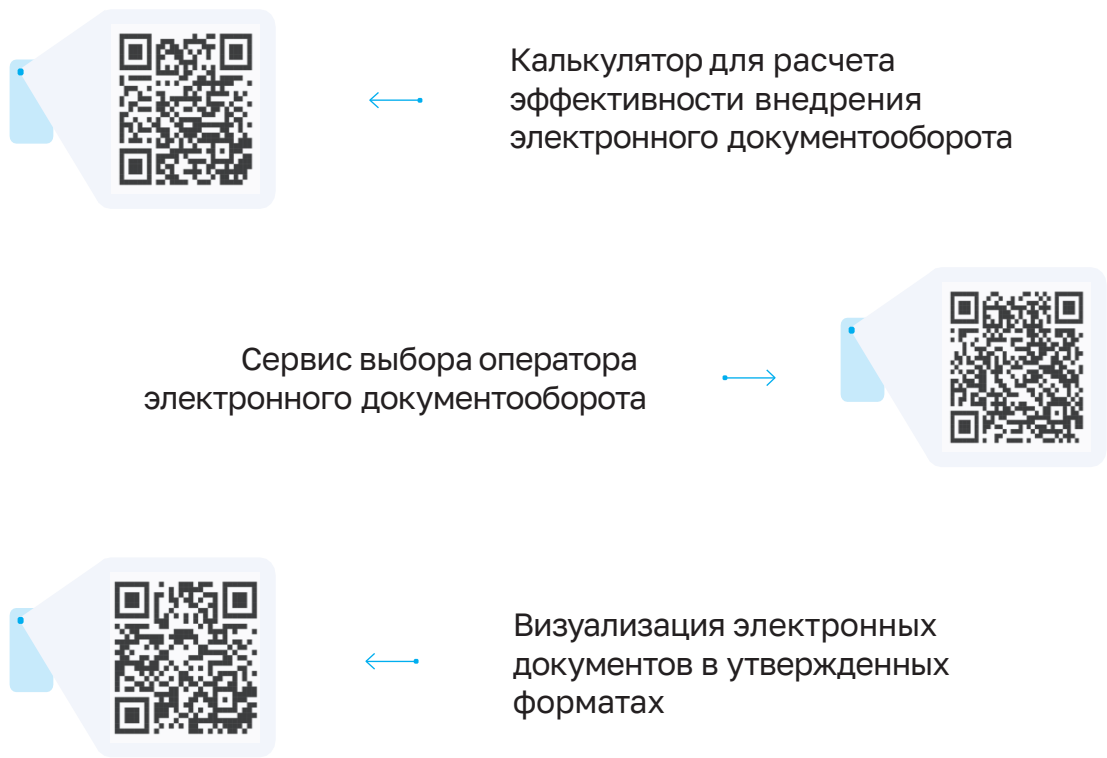 Калькулятор для расчета
эффективности внедрения
электронного документооборота
Сервис выбора оператора
электронного документооборота
Визуализация электронных
документов в утвержденных
форматах